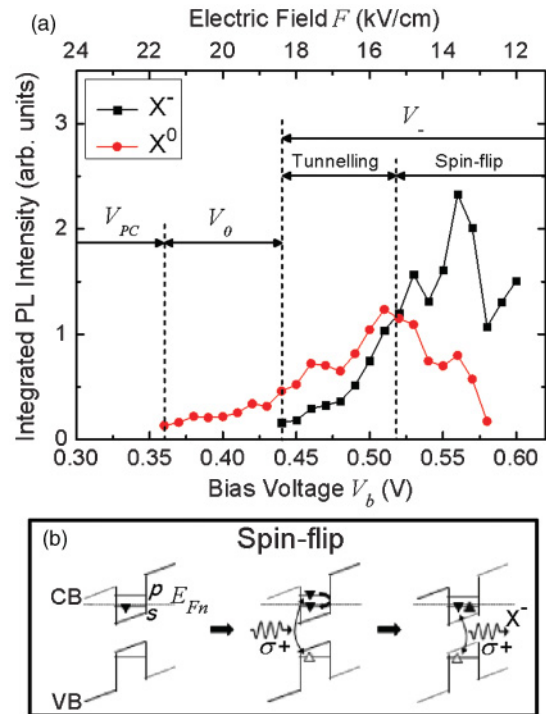 Electric Field F (kV/cm)
(a)
24 22 20 18 16 14 12
X⁻
X⁰
V₋
Tunnelling Spin-flip
V_PC V_0
Integrated PL Intensity (arb. units)
3
2
1
0
0.30 0.35 0.40 0.45 0.50 0.55 0.60
Bias Voltage V_b (V)
(b) Spin-flip
CB p E_Fn
s
X⁻
σ+ σ+
VB